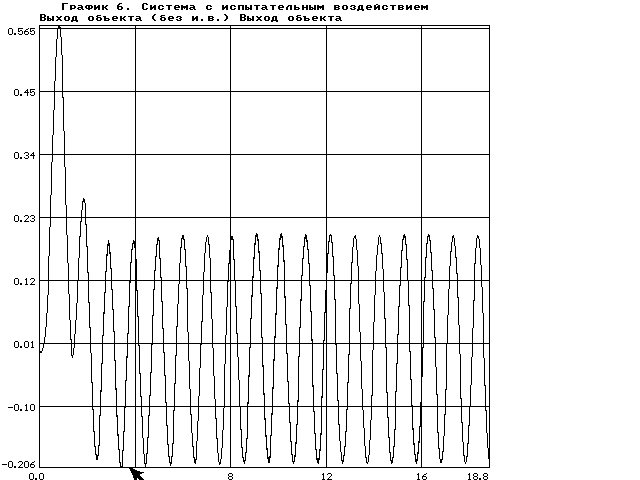 График 6. Система с испытательным воздействием
Выход объекта (без и.в.) Выход объекта
0.565
0.45
0.34
0.23
0.12
0.01
-0.10
-0.206
0.0 8 12 16 18.8